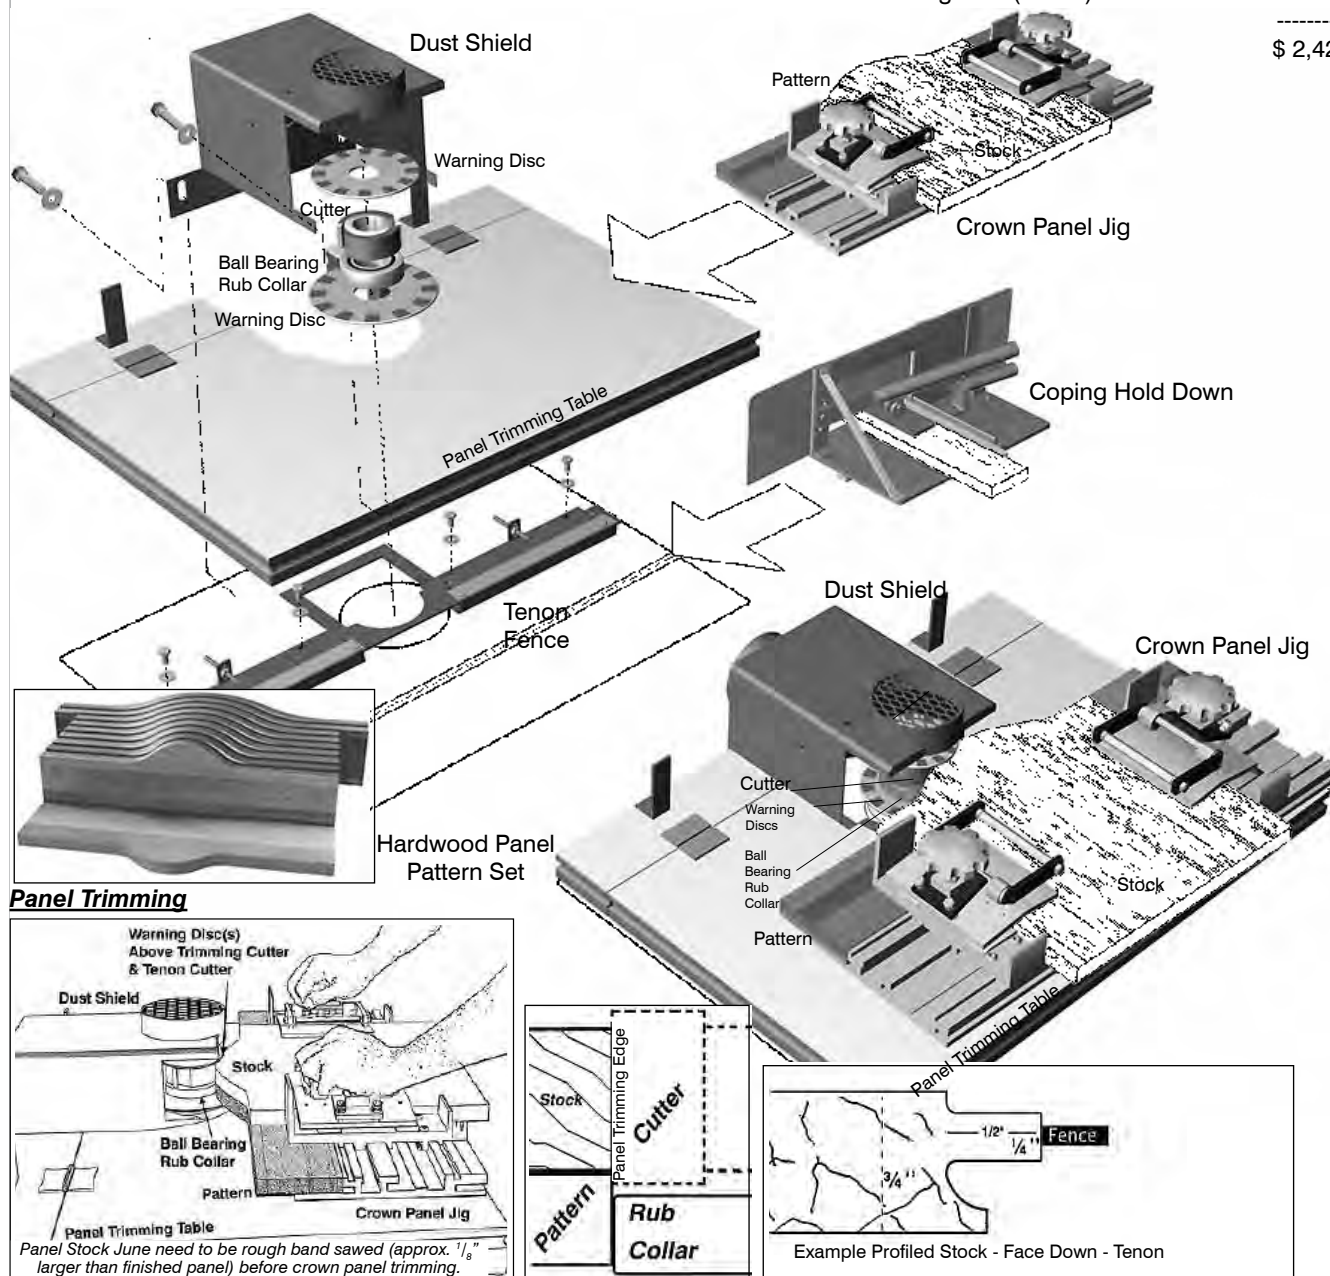 $ 2,42
Dust Shield
Pattern
Stock
Warning Disc
Cutter
Crown Panel Jig
Ball Bearing
Rub Collar
Warning Disc
Coping Hold Down
Panel Trimming Table
Tenon
Fence
Dust Shield
Crown Panel Jig
Cutter
Warning
Discs
Ball
Bearing
Rub
Collar
Stock
Pattern
Panel Trimming Table
Hardwood Panel
Pattern Set
Panel Trimming
Warning Disc(s)
Above Trimming Cutter
& Tenon Cutter
Dust Shield
Stock
Ball Bearing
Rub Collar
Pattern
Crown Panel Jig
Panel Trimming Table
Panel Stock June need to be rough band sawed (approx. 1/8"
larger than finished panel) before crown panel trimming.
Stock
Panel Trimming Edge
Cutter
Pattern
Rub
Collar
1/2"
1/4"
Fence
3/4"
Example Profiled Stock - Face Down - Tenon